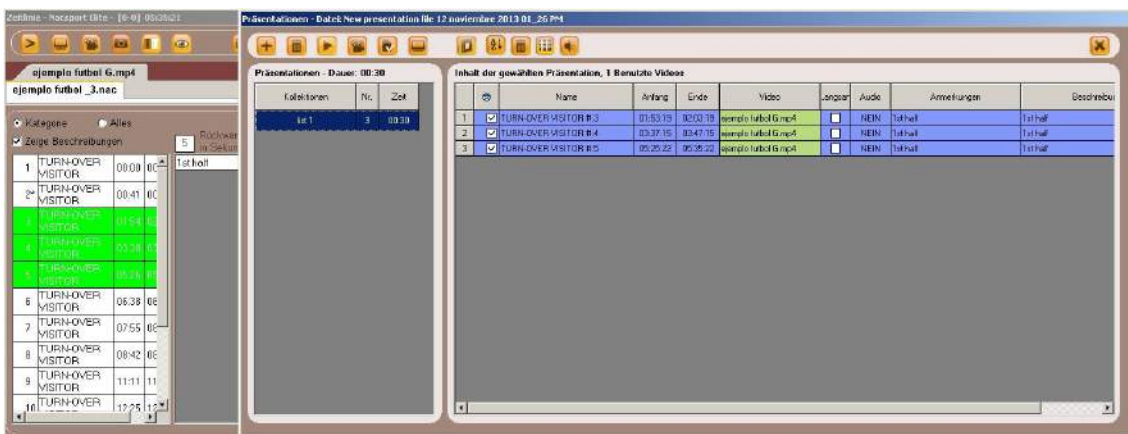 Zeitlinie - Nacsport Elite - [6-0] 05:35:21
ejemplo futbol G.mp4
ejemplo futbol _3.nac
Kategorie Alles
Zeige Beschreibungen
5
1 TURN-OVER VISITOR 00:00
2* TURN-OVER VISITOR 00:41
3 TURN-OVER VISITOR 01:54
4 TURN-OVER VISITOR 03:38
5 TURN-OVER VISITOR 05:26
6 TURN-OVER VISITOR 06:38
7 TURN-OVER VISITOR 07:55
8 TURN-OVER VISITOR 08:42
9 TURN-OVER VISITOR 11:11
10 TURN-OVER 12:25
1st half
Präsentationen - Datei: New presentation file 12 noviembre 2013 01_26 PM
Präsentationen - Dauer: 00:30
Kollektionen Nr. Zeit
list 1 3 00:30
Inhalt der gewählten Präsentation, 1 Benutzte Videos
Name Anfang Ende Video Langsam Audio Anmerkungen Beschreibu
1 TURN-OVER VISITOR # 3 01:53:19 02:03:19 ejemplo futbol G.mp4 NEIN 1st half 1st half
2 TURN-OVER VISITOR # 4 03:37:15 03:47:15 ejemplo futbol G.mp4 NEIN 1st half 1st half
3 TURN-OVER VISITOR # 5 05:25:22 05:35:22 ejemplo futbol G.mp4 NEIN 1st half 1st half